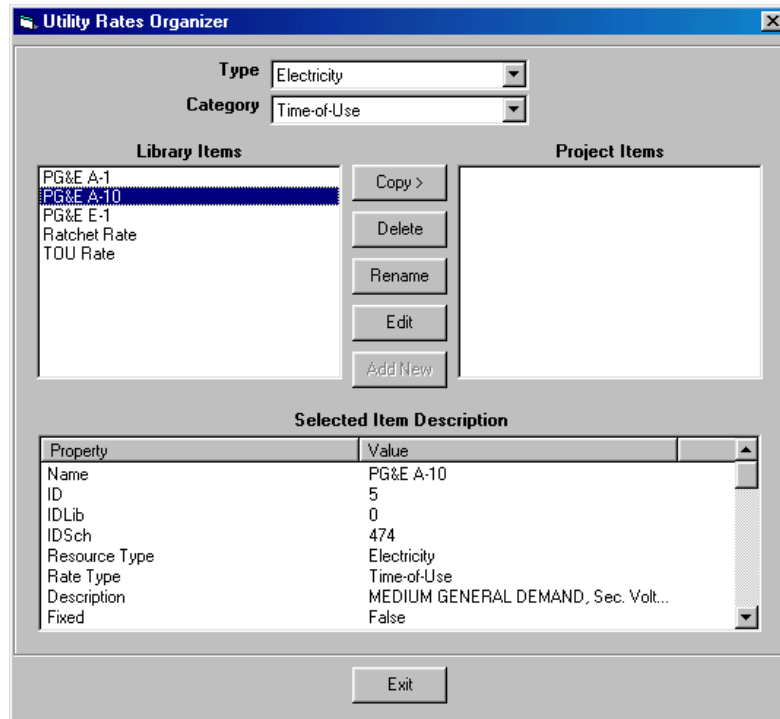 Utility Rates Organizer
Type Electricity
Category Time-of-Use
Library Items
Project Items
PG&E A-1
PG&E A-10
PG&E E-1
Ratchet Rate
TOU Rate
Copy >
Delete
Rename
Edit
Add New
Selected Item Description
Property Value
Name PG&E A-10
ID 5
IDLib 0
IDSch 474
Resource Type Electricity
Rate Type Time-of-Use
Description MEDIUM GENERAL DEMAND, Sec. Volt...
Fixed False
Exit